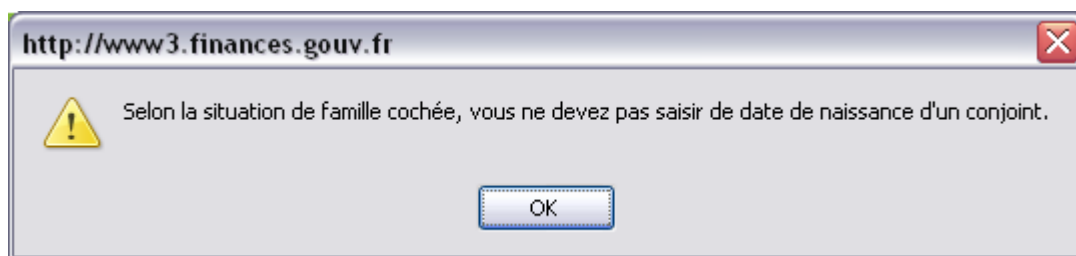 http://www3.finances.gouv.fr
Selon la situation de famille cochée, vous ne devez pas saisir de date de naissance d'un conjoint.
OK